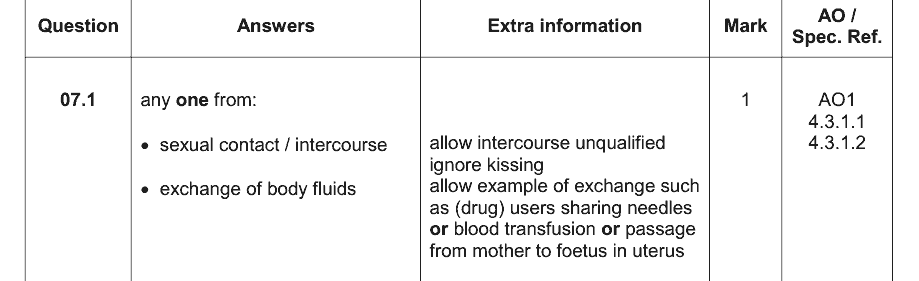 Question Answers Extra information Mark AO /
Spec. Ref.
07.1 any one from: 1 AO1
4.3.1.1
• sexual contact / intercourse allow intercourse unqualified 4.3.1.2
ignore kissing
• exchange of body fluids allow example of exchange such
as (drug) users sharing needles
or blood transfusion or passage
from mother to foetus in uterus